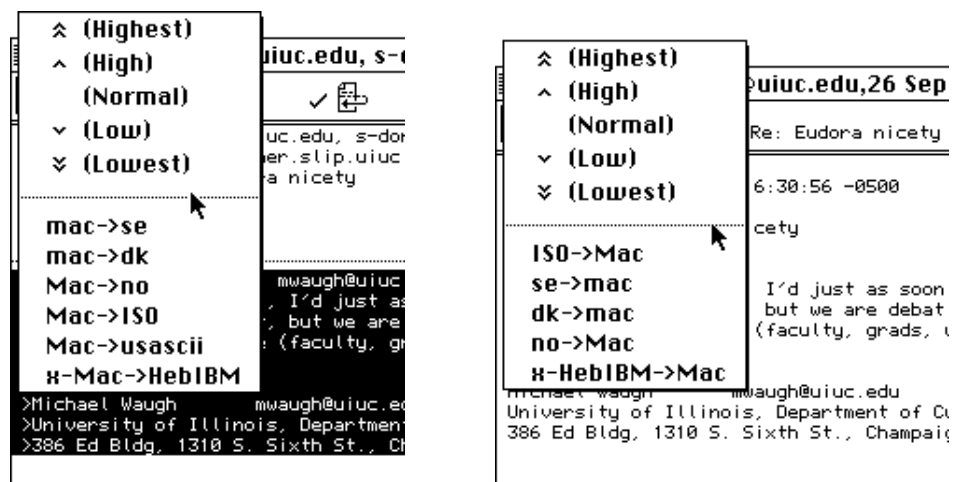 (Highest)
(High)
(Normal)
(Low)
(Lowest)
mac->se
mac->dk
Mac->no
Mac->ISO
Mac->usascii
x-Mac->HebIBM
uiuc.edu, s-
uc.edu, s-dor
er.slip.uiuc
a nicety
mwaugh@uiuc
, I'd just as
, but we are
(faculty, gr
>Michael Waugh mwaugh@uiuc.ed
>University of Illinois, Department
>386 Ed Bldg, 1310 S. Sixth St., Ch
(Highest)
(High)
(Normal)
(Low)
(Lowest)
ISO->Mac
se->mac
dk->mac
no->Mac
x-HebIBM->Mac
uiuc.edu,26 Sep
Re: Eudora nicety
6:30:56 -0500
cety
I'd just as soon
but we are debat
(faculty, grads, u
Michael Waugh mwaugh@uiuc.edu
University of Illinois, Department of Cu
386 Ed Bldg, 1310 S. Sixth St., Champaig